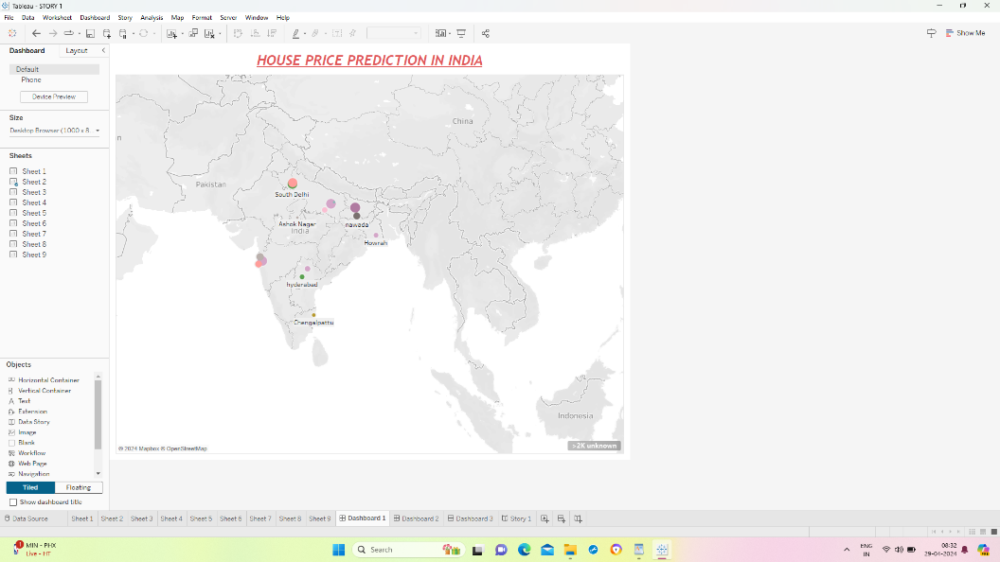 Tableau - STORY 1
File Data Worksheet Dashboard Story Analysis Map Format Server Window Help
Show Me
Dashboard Layout
Default
Phone
Device Preview
Size
Desktop Browser (1000 x 8...
Sheets
Sheet 1
Sheet 2
Sheet 3
Sheet 4
Sheet 5
Sheet 6
Sheet 7
Sheet 8
Sheet 9
Objects
Horizontal Container
Vertical Container
Text
Extension
Data Story
Image
Blank
Workflow
Web Page
Navigation
Tiled Floating
Show dashboard title
HOUSE PRICE PREDICTION IN INDIA
China
Pakistan
South Delhi
Ashok Nagar
nawada
India
Howrah
hyderabad
Chengalpattu
Indonesia
© 2024 Mapbox © OpenStreetMap
>2K unknown
Data Source Sheet 1 Sheet 2 Sheet 3 Sheet 4 Sheet 5 Sheet 6 Sheet 7 Sheet 8 Sheet 9 Dashboard 1 Dashboard 2 Dashboard 3 Story 1
1
MIN - PHX
Live - HT
Search
ENG
IN
08:32
29-04-2024